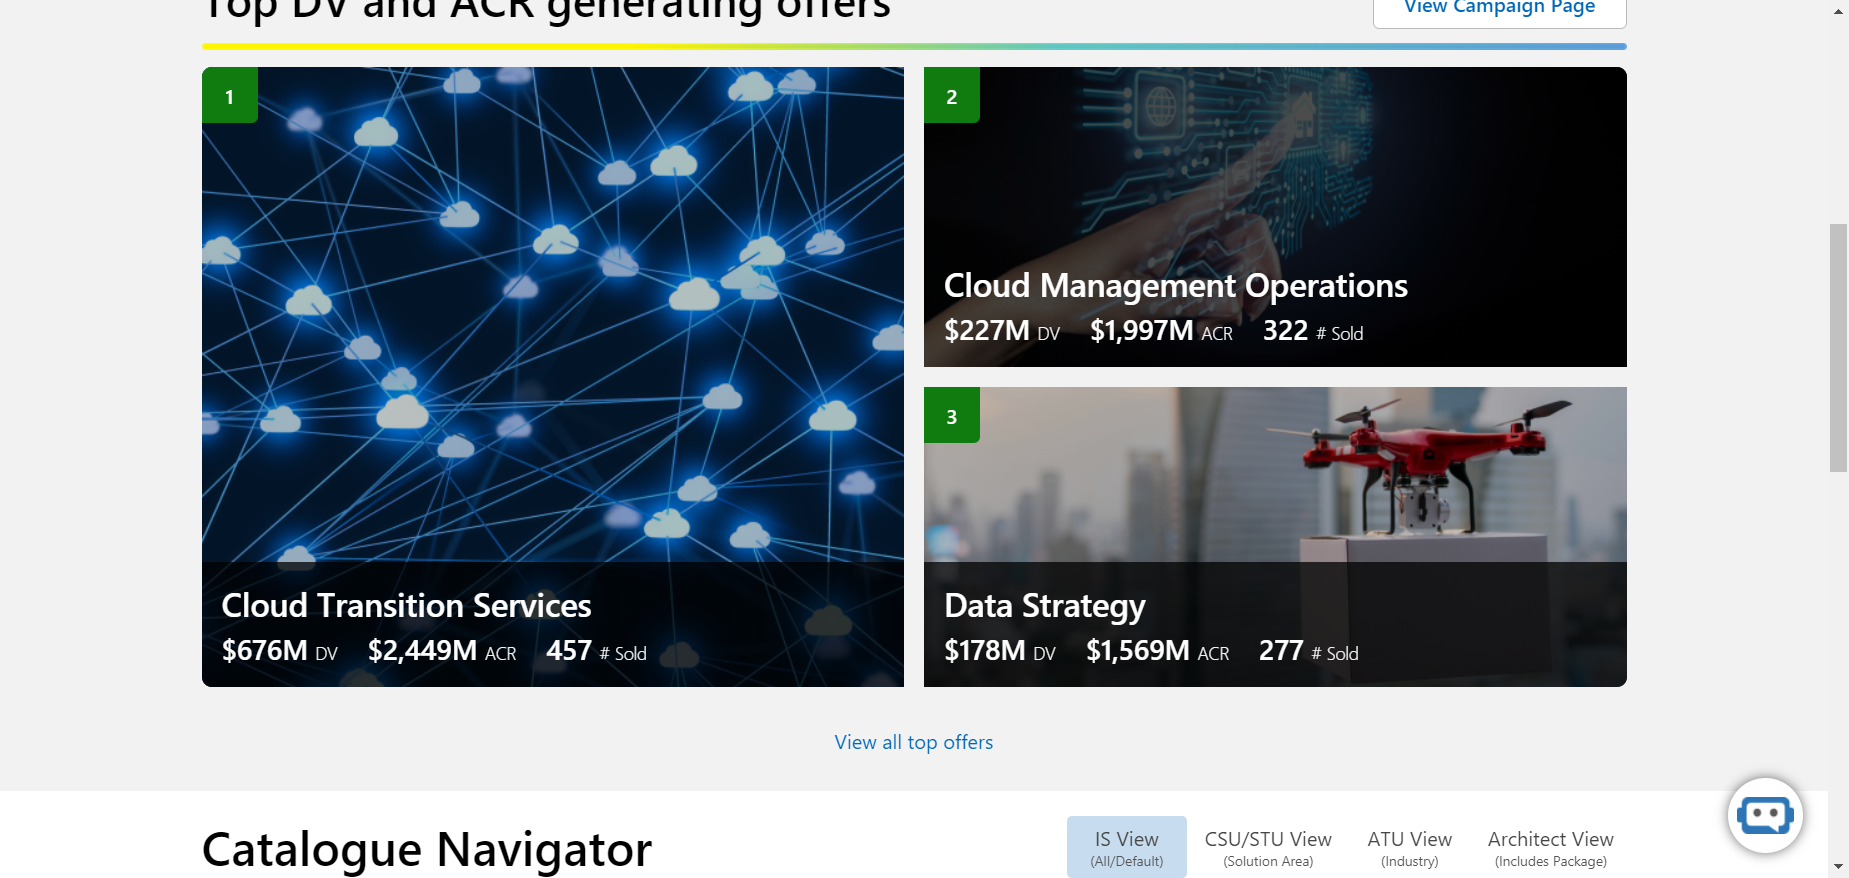 Top DV and ACR generating offers
View Campaign Page
1
2
Cloud Management Operations
$227M DV $1,997M ACR 322 # Sold
3
Cloud Transition Services
$676M DV $2,449M ACR 457 # Sold
Data Strategy
$178M DV $1,569M ACR 277 # Sold
View all top offers
Catalogue Navigator
IS View
(All/Default)
CSU/STU View
(Solution Area)
ATU View
(Industry)
Architect View
(Includes Package)